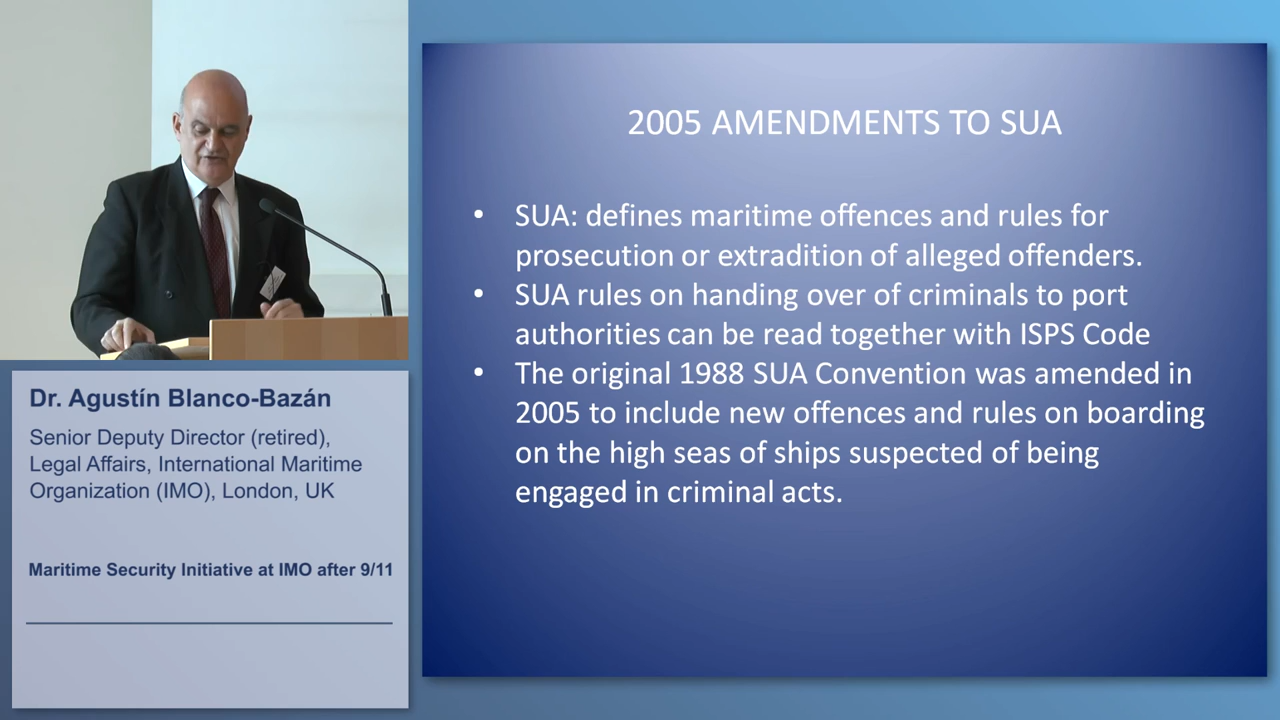 Dr. Agustín Blanco-Bazán
Senior Deputy Director (retired),
Legal Affairs, International Maritime
Organization (IMO), London, UK
Maritime Security Initiative at IMO after 9/11
2005 AMENDMENTS TO SUA
• SUA: defines maritime offences and rules for
prosecution or extradition of alleged offenders.
• SUA rules on handing over of criminals to port
authorities can be read together with ISPS Code
• The original 1988 SUA Convention was amended in
2005 to include new offences and rules on boarding
on the high seas of ships suspected of being
engaged in criminal acts.